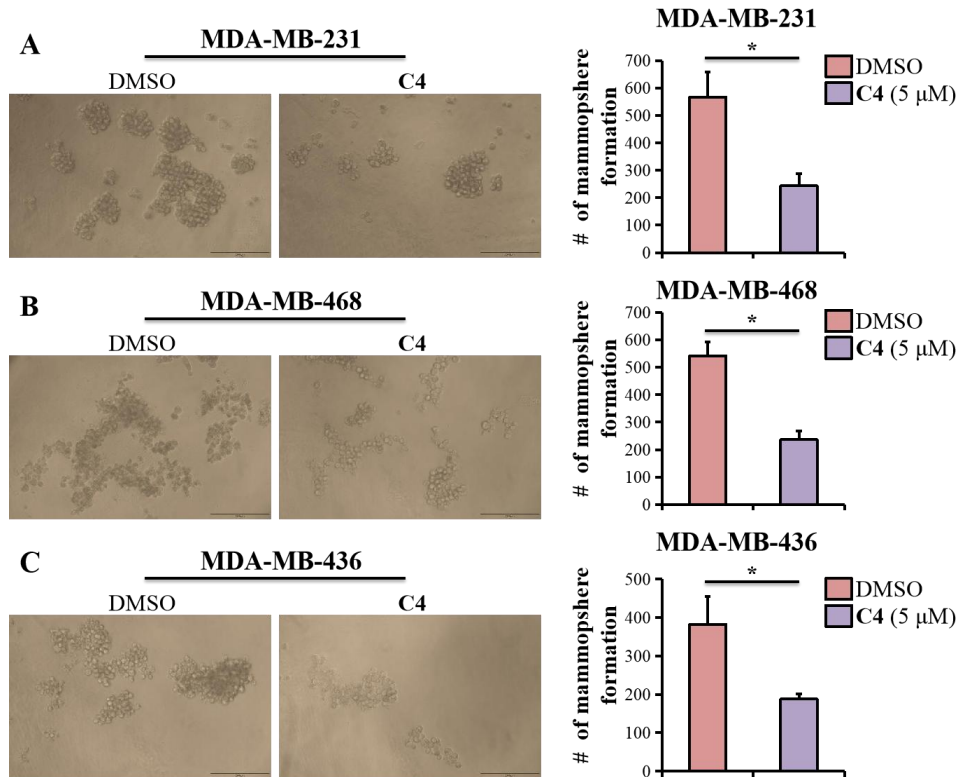 A
MDA-MB-231
DMSO
C4
MDA-MB-231
# of mammopshere
formation
700
600
500
400
300
200
100
0
*
DMSO
C4 (5 μM)
B
MDA-MB-468
DMSO
C4
MDA-MB-468
# of mammopshere
formation
700
600
500
400
300
200
100
0
*
DMSO
C4 (5 μM)
C
MDA-MB-436
DMSO
C4
MDA-MB-436
# of mammopshere
formation
500
400
300
200
100
0
*
DMSO
C4 (5 μM)